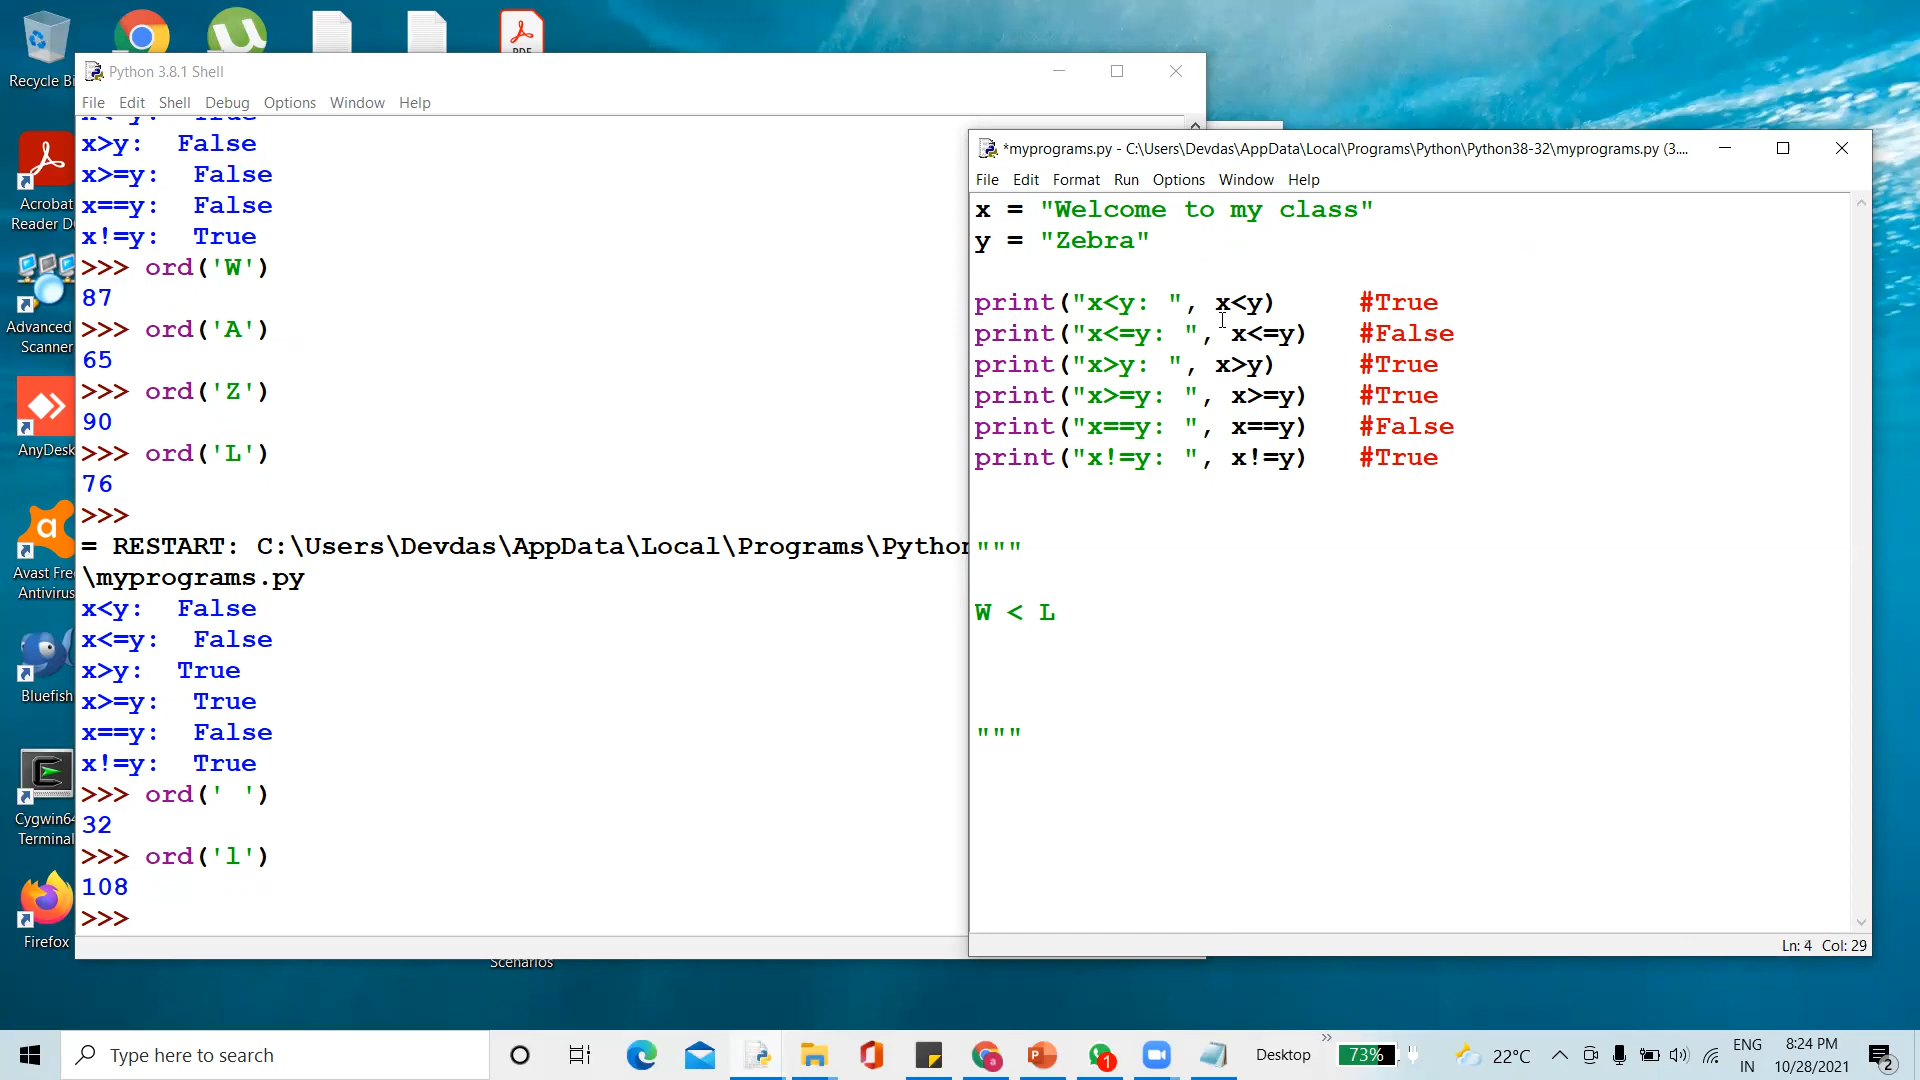 Recycle Bi
PDF
Acrobat
Reader D
Advanced
Scanner
AnyDesk
Avast Fre
Antivirus
Bluefish
Cygwin64
Terminal
Firefox
Scenarios
Python 3.8.1 Shell
File Edit Shell Debug Options Window Help
x<=y: True
x>y: False
x>=y: False
x==y: False
x!=y: True
>>> ord('W')
87
>>> ord('A')
65
>>> ord('Z')
90
>>> ord('L')
76
>>>
= RESTART: C:\Users\Devdas\AppData\Local\Programs\Python
\myprograms.py
x<y: False
x<=y: False
x>y: True
x>=y: True
x==y: False
x!=y: True
>>> ord(' ')
32
>>> ord('l')
108
>>>
*myprograms.py - C:\Users\Devdas\AppData\Local\Programs\Python\Python38-32\myprograms.py (3....
File Edit Format Run Options Window Help
x = "Welcome to my class"
y = "Zebra"
print("x<y: ", x<y) #True
print("x<=y: ", x<=y) #False
print("x>y: ", x>y) #True
print("x>=y: ", x>=y) #True
print("x==y: ", x==y) #False
print("x!=y: ", x!=y) #True
"""
W < L
"""
Ln: 4 Col: 29
Type here to search
1
Desktop
73%
22°C
ENG
IN
8:24 PM
10/28/2021
2